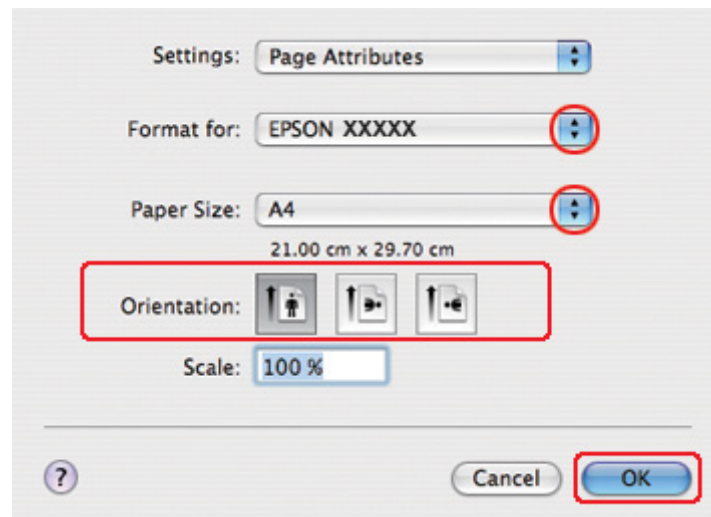 Settings: Page Attributes
Format for: EPSON XXXXX
Paper Size: A4
21.00 cm x 29.70 cm
Orientation:
Scale: 100 %
? Cancel OK